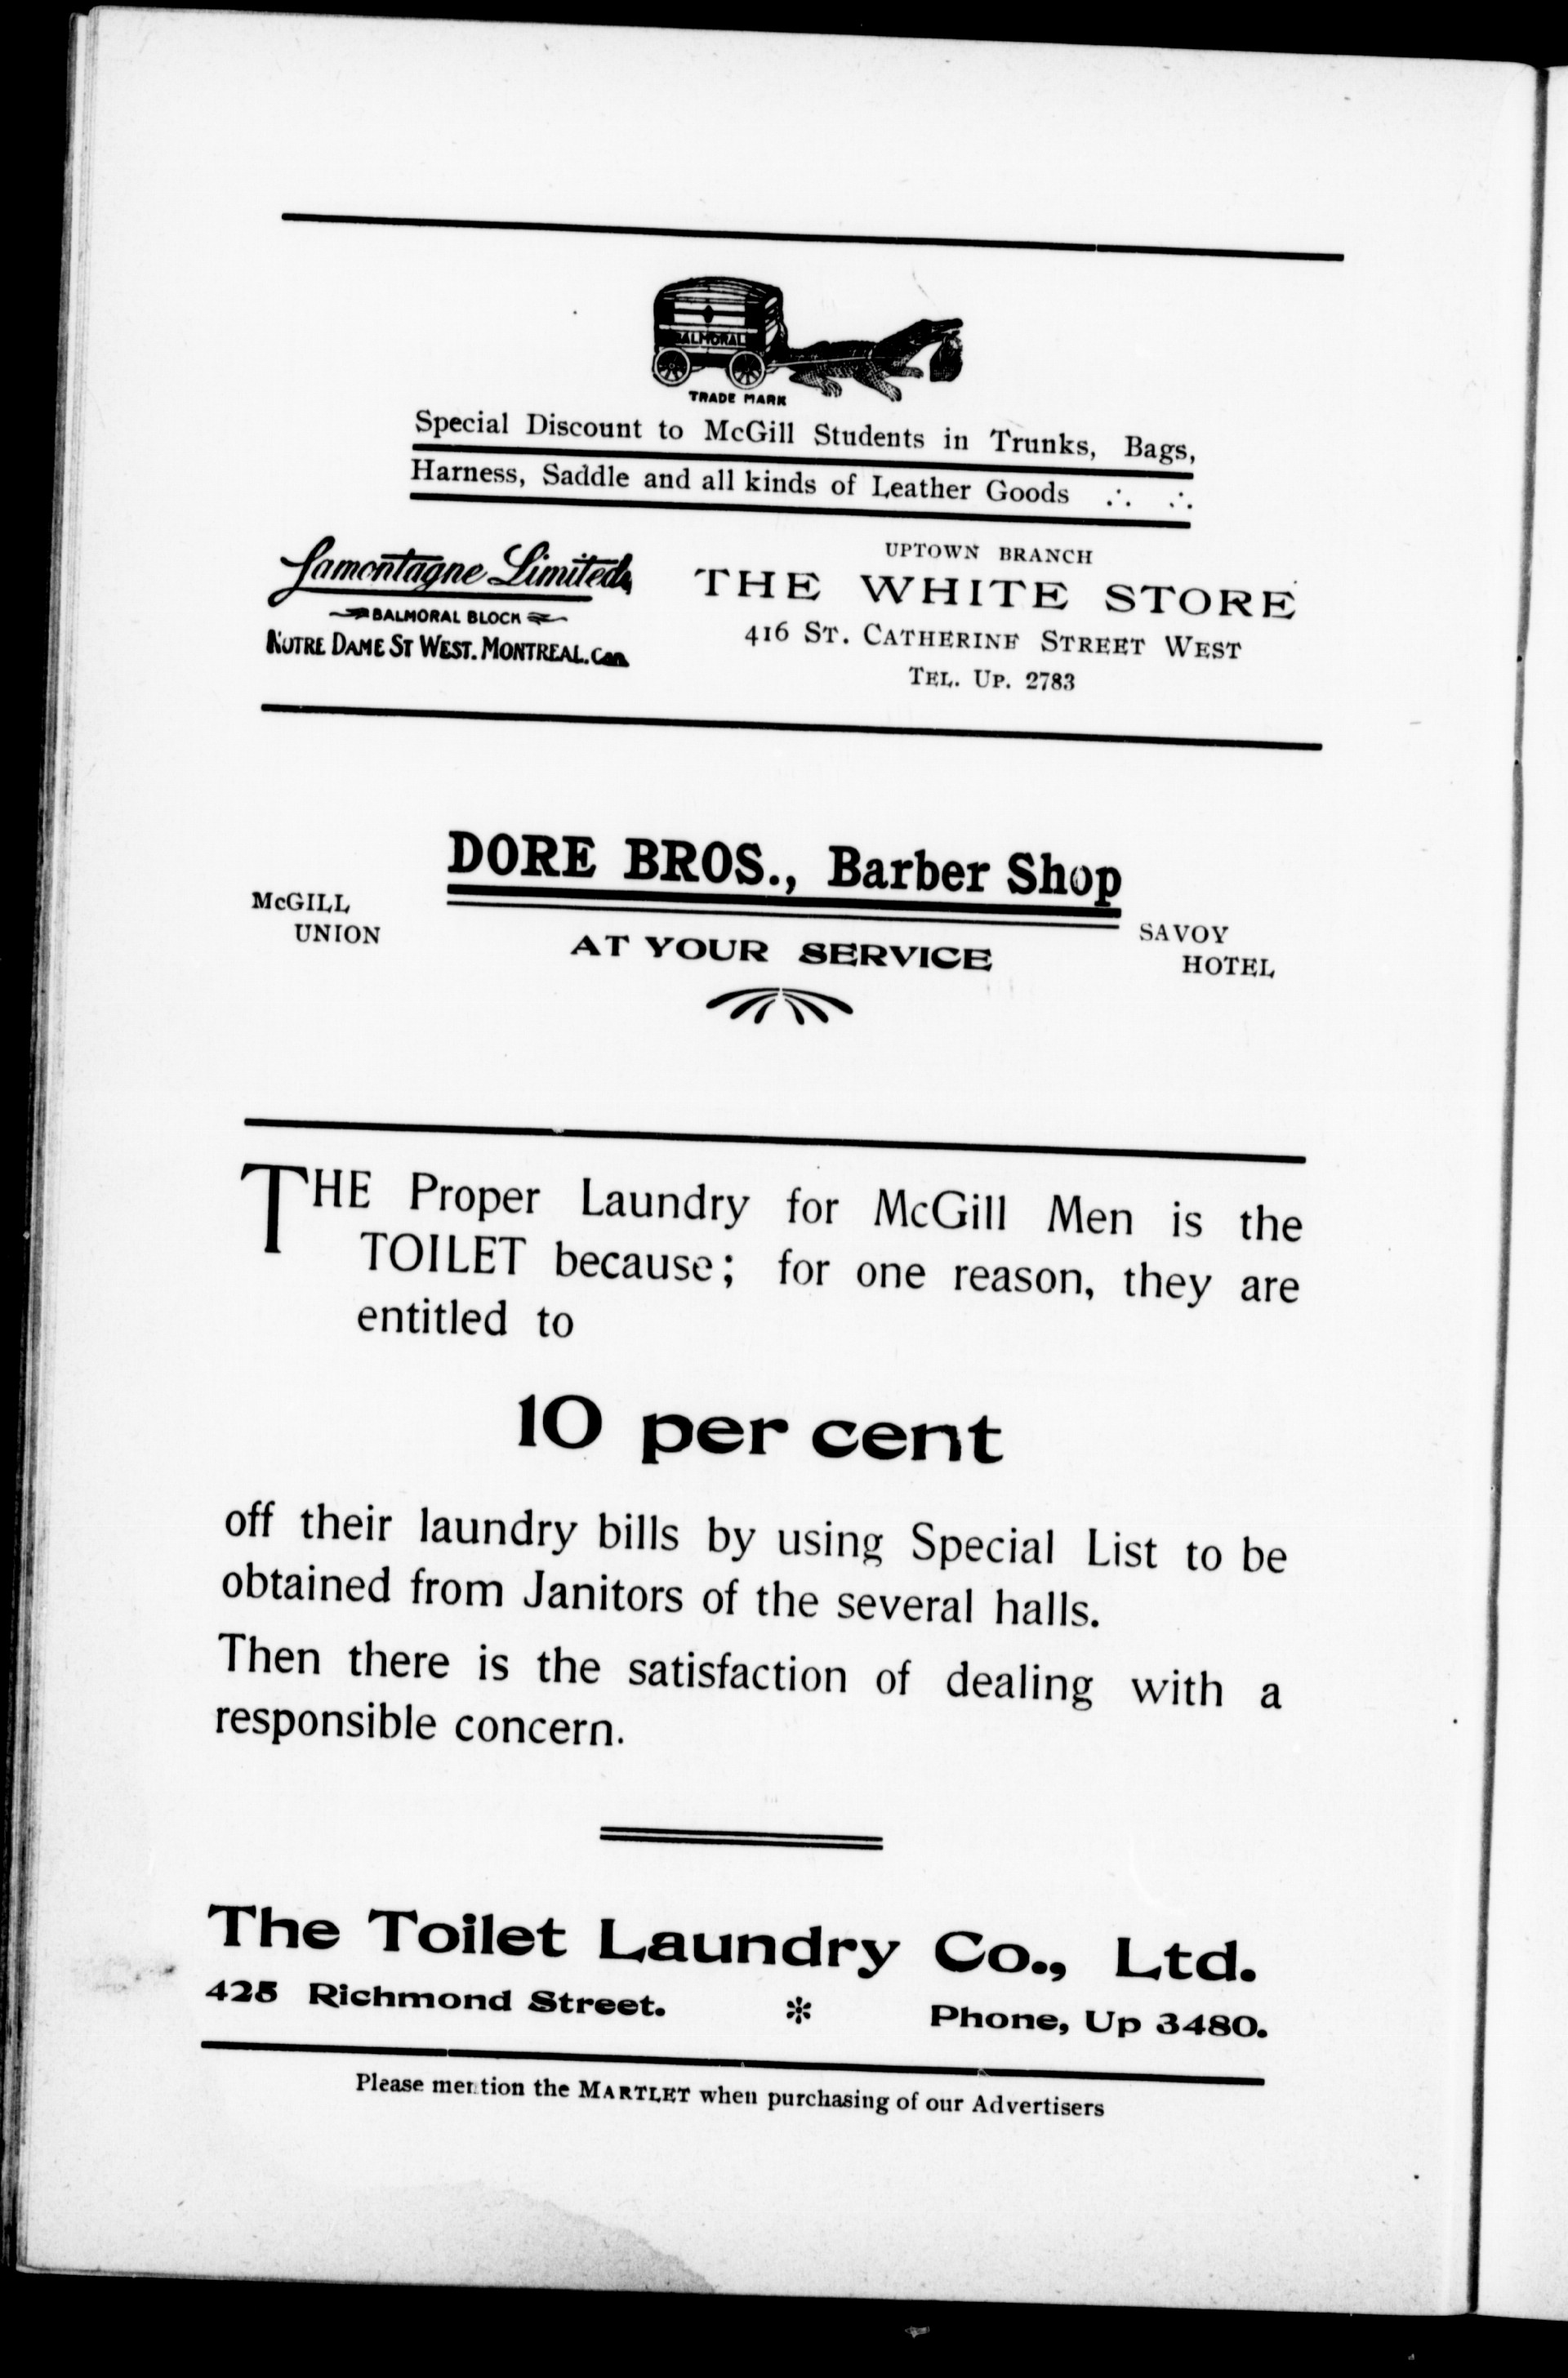 BALMORAL
TRADE MARK
Special Discount to McGill Students in Trunks, Bags,
Harness, Saddle and all kinds of Leather Goods ∴ ∴
Lamontagne Limited
BALMORAL BLOCK
NOTRE DAME ST WEST. MONTREAL. Can.
UPTOWN BRANCH
THE WHITE STORE
416 ST. CATHERINE STREET WEST
TEL. UP. 2783
DORE BROS., Barber Shop
McGILL
UNION
AT YOUR SERVICE
SAVOY
HOTEL
THE Proper Laundry for McGill Men is the
TOILET because; for one reason, they are
entitled to
10 per cent
off their laundry bills by using Special List to be
obtained from Janitors of the several halls.
Then there is the satisfaction of dealing with a
responsible concern.
The Toilet Laundry Co., Ltd.
425 Richmond Street. ✻ Phone, Up 3480.
Please mention the MARTLET when purchasing of our Advertisers